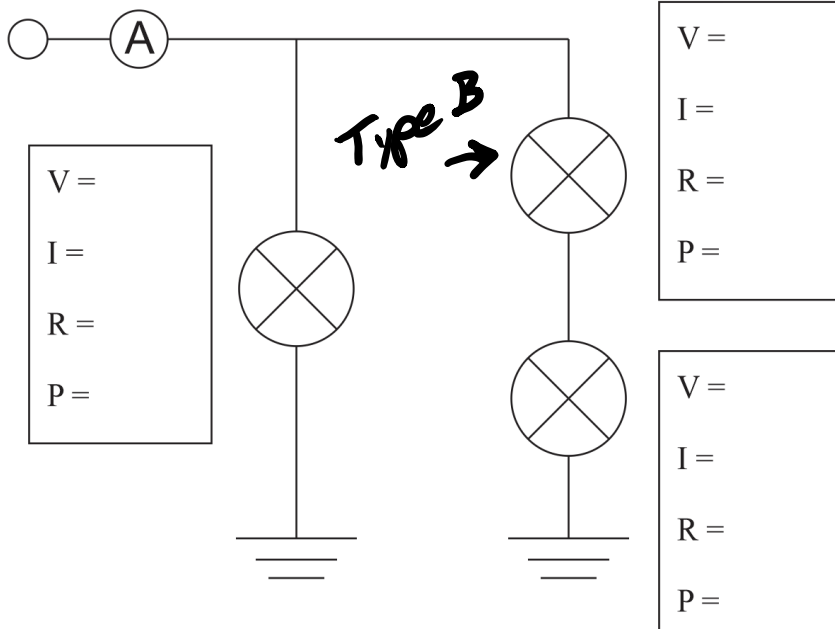 A
Type B
V =
I =
R =
P =
V =
I =
R =
P =
V =
I =
R =
P =